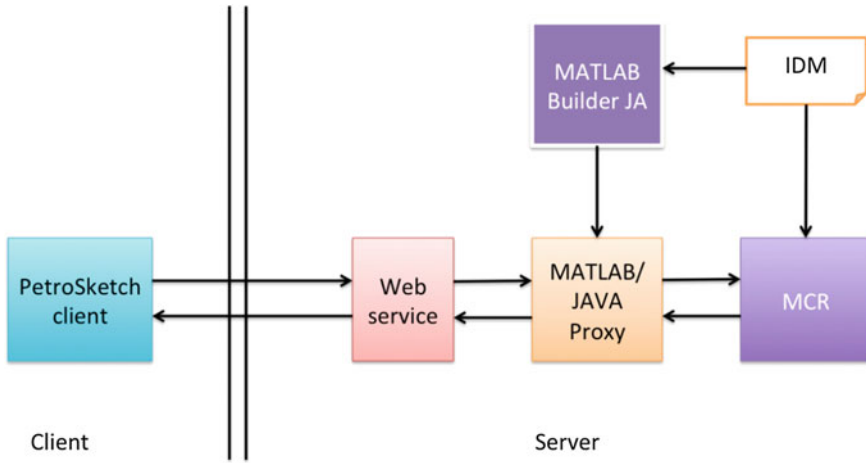 MATLAB
Builder JA
IDM
PetroSketch
client
Web
service
MATLAB/
JAVA
Proxy
MCR
Client
Server